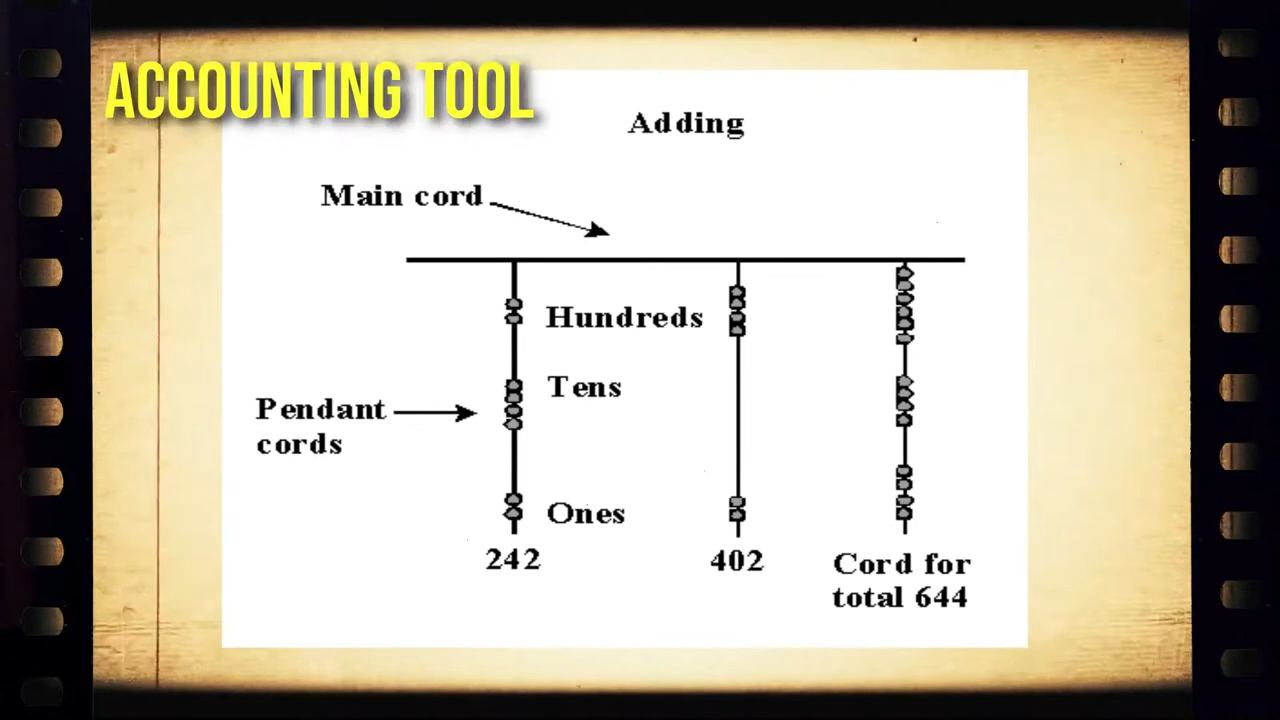 ACCOUNTING TOOL
Adding
Main cord
Hundreds
Tens
Pendant
cords
Ones
242
402
Cord for
total 644